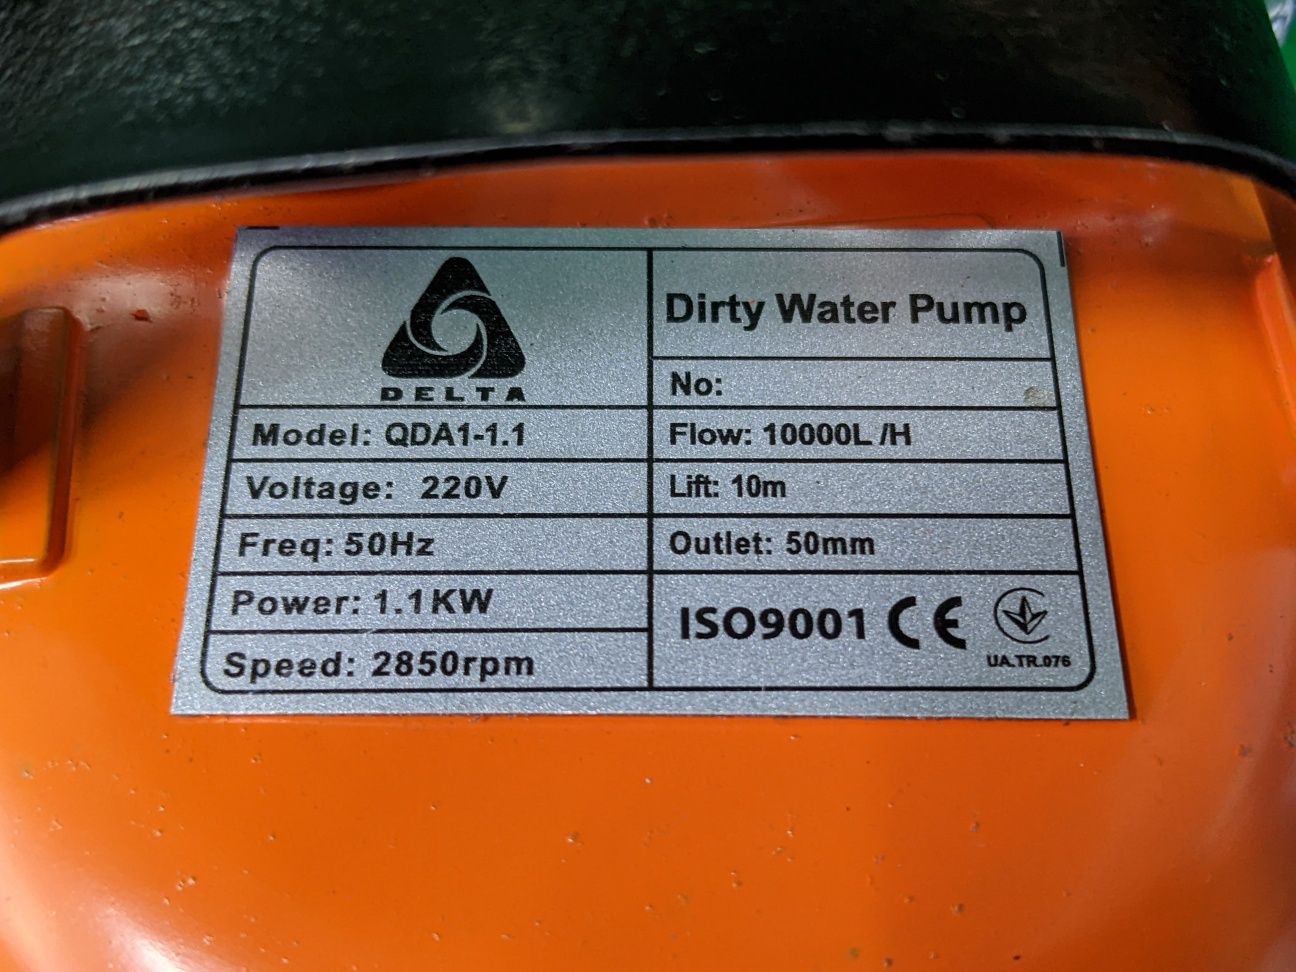 DELTA
Dirty Water Pump
No:
Model: QDA1-1.1
Flow: 10000L /H
Voltage: 220V
Lift: 10m
Freq: 50Hz
Outlet: 50mm
Power: 1.1KW
ISO9001 CE
UA.TR.076
Speed: 2850rpm